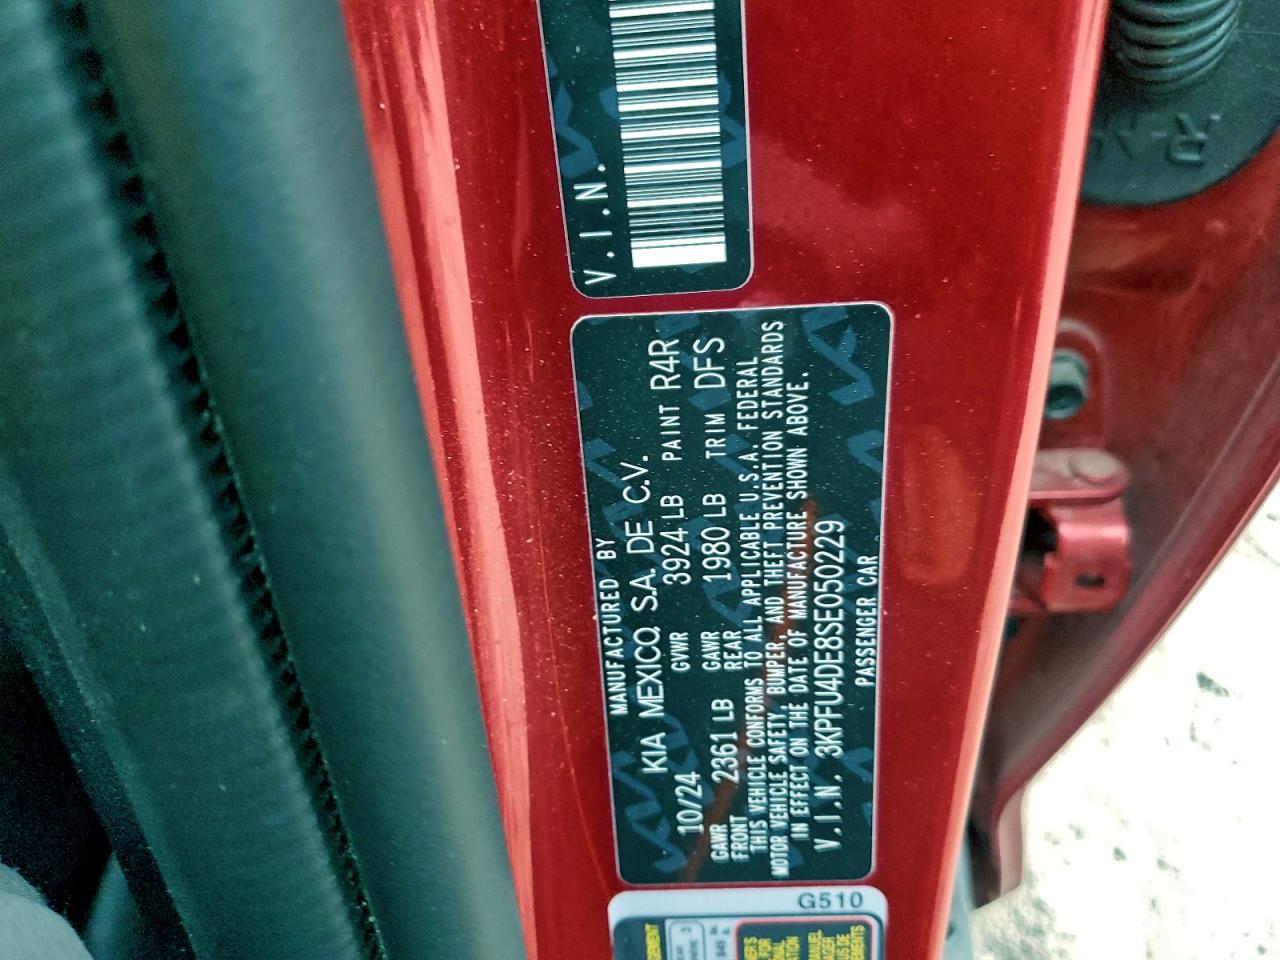 V.I.N.
MANUFACTURED BY
KIA MEXICO, S.A. DE C.V.
10/24 GVWR 3924 LB PAINT R4R
GAWR FRONT 2361 LB GAWR REAR 1980 LB TRIM DFS
THIS VEHICLE CONFORMS TO ALL APPLICABLE U.S.A. FEDERAL
MOTOR VEHICLE SAFETY, BUMPER, AND THEFT PREVENTION STANDARDS
IN EFFECT ON THE DATE OF MANUFACTURE SHOWN ABOVE.
V.I.N. 3KPFU4DE8SE050229
PASSENGER CAR
G510